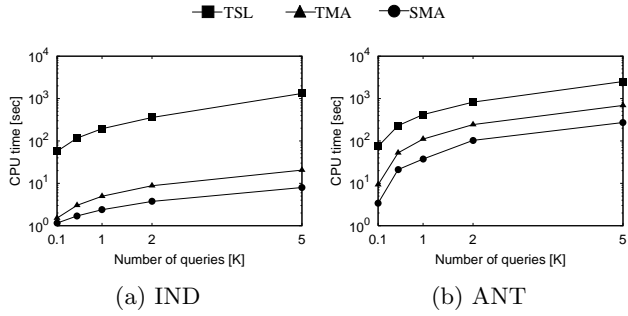 TSL TMA SMA
10^4
10^3
10^2
10^1
10^0
CPU time [sec]
0.1 1 2 5
Number of queries [K]
(a) IND
10^4
10^3
10^2
10^1
10^0
CPU time [sec]
0.1 1 2 5
Number of queries [K]
(b) ANT